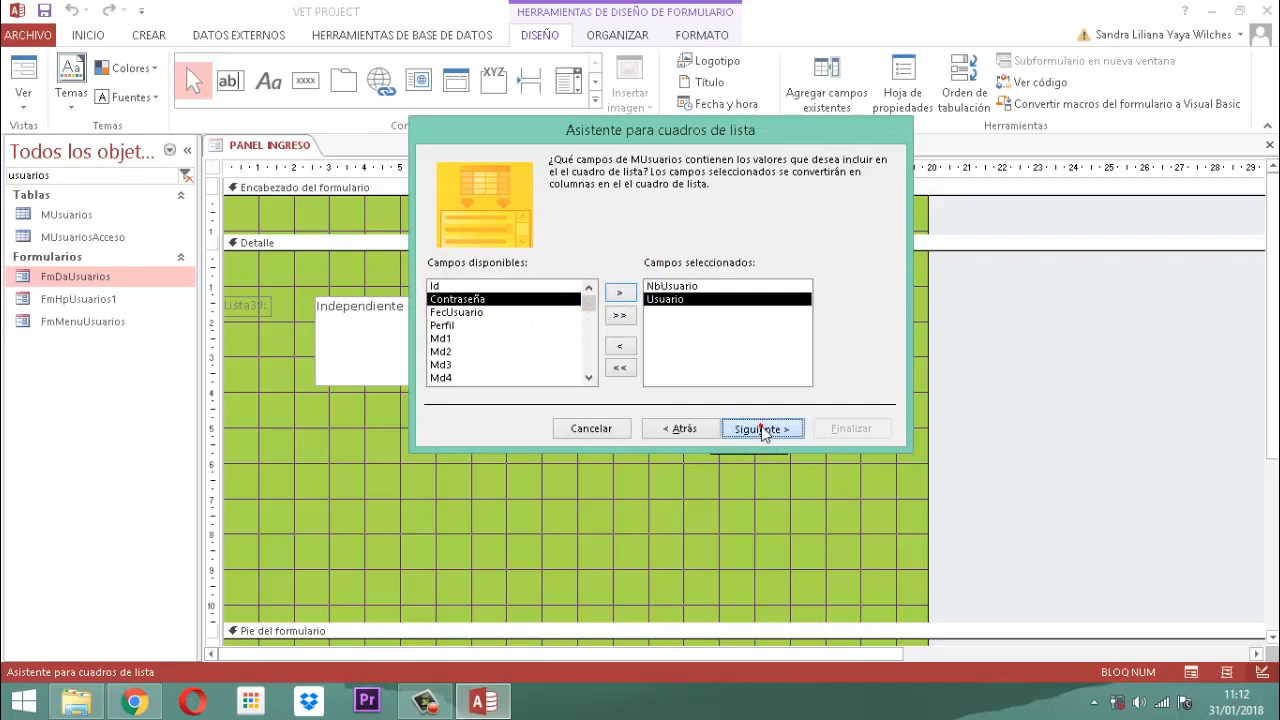 VET PROJECT
HERRAMIENTAS DE DISEÑO DE FORMULARIO
?
ARCHIVO
INICIO
CREAR
DATOS EXTERNOS
HERRAMIENTAS DE BASE DE DATOS
DISEÑO
ORGANIZAR
FORMATO
Sandra Liliana Yaya Wilches
Ver
Temas
Colores
Fuentes
ab|
Aa
xxxx
XYZ
Insertar imagen
Logotipo
Título
Fecha y hora
Agregar campos existentes
Hoja de propiedades
Orden de tabulación
Subformulario en nueva ventana
Ver código
Convertir macros del formulario a Visual Basic
Vistas
Temas
Herramientas
Todos los objet...
usuarios
Tablas
MUsuarios
MUsuariosAcceso
Formularios
FmDaUsuarios
FmHpUsuarios1
FmMenuUsuarios
PANEL INGRESO
Encabezado del formulario
Detalle
Independiente
Pie del formulario
Asistente para cuadros de lista
¿Qué campos de MUsuarios contienen los valores que desea incluir en
el el cuadro de lista? Los campos seleccionados se convertirán en
columnas en el el cuadro de lista.
Campos disponibles:
Campos seleccionados:
Id
Contraseña
FecUsuario
Perfil
Md1
Md2
Md3
Md4
>
>>
<
<<
NbUsuario
Usuario
Cancelar
< Atrás
Siguiente >
Finalizar
Asistente para cuadros de lista
BLOQ NUM
Pr
11:12
31/01/2018